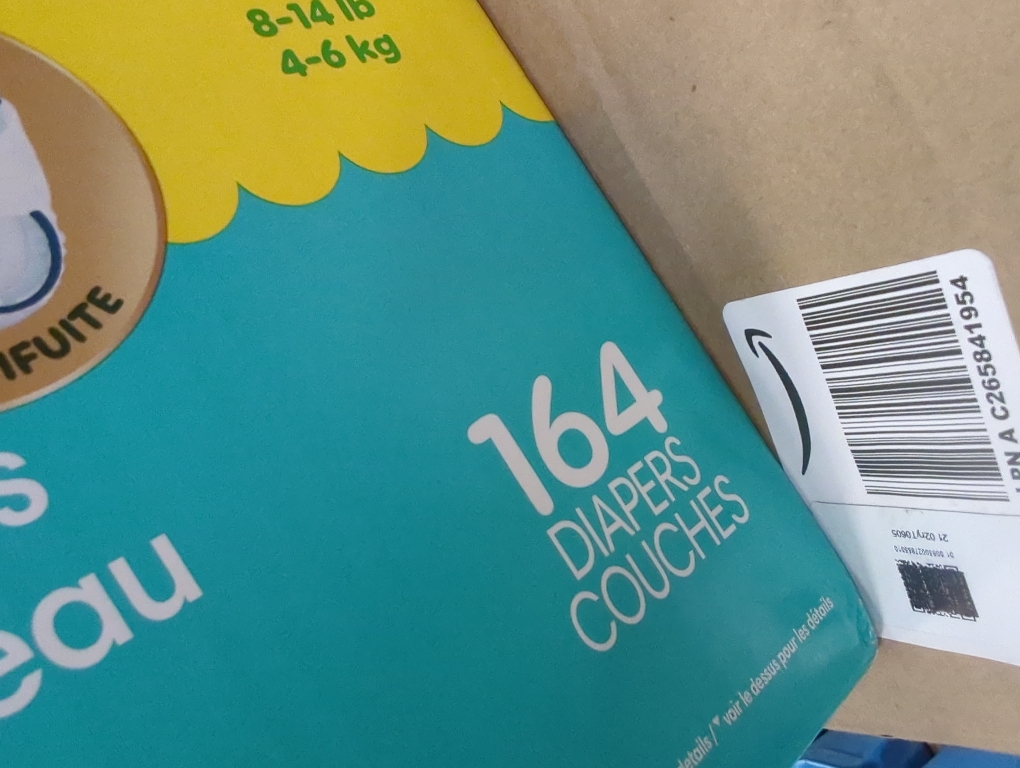 8-14 lb
4-6 kg
IFUITE
s
eau
164
DIAPERS
COUCHES
details / voir le dessus pour les détails
LPN A C265841954